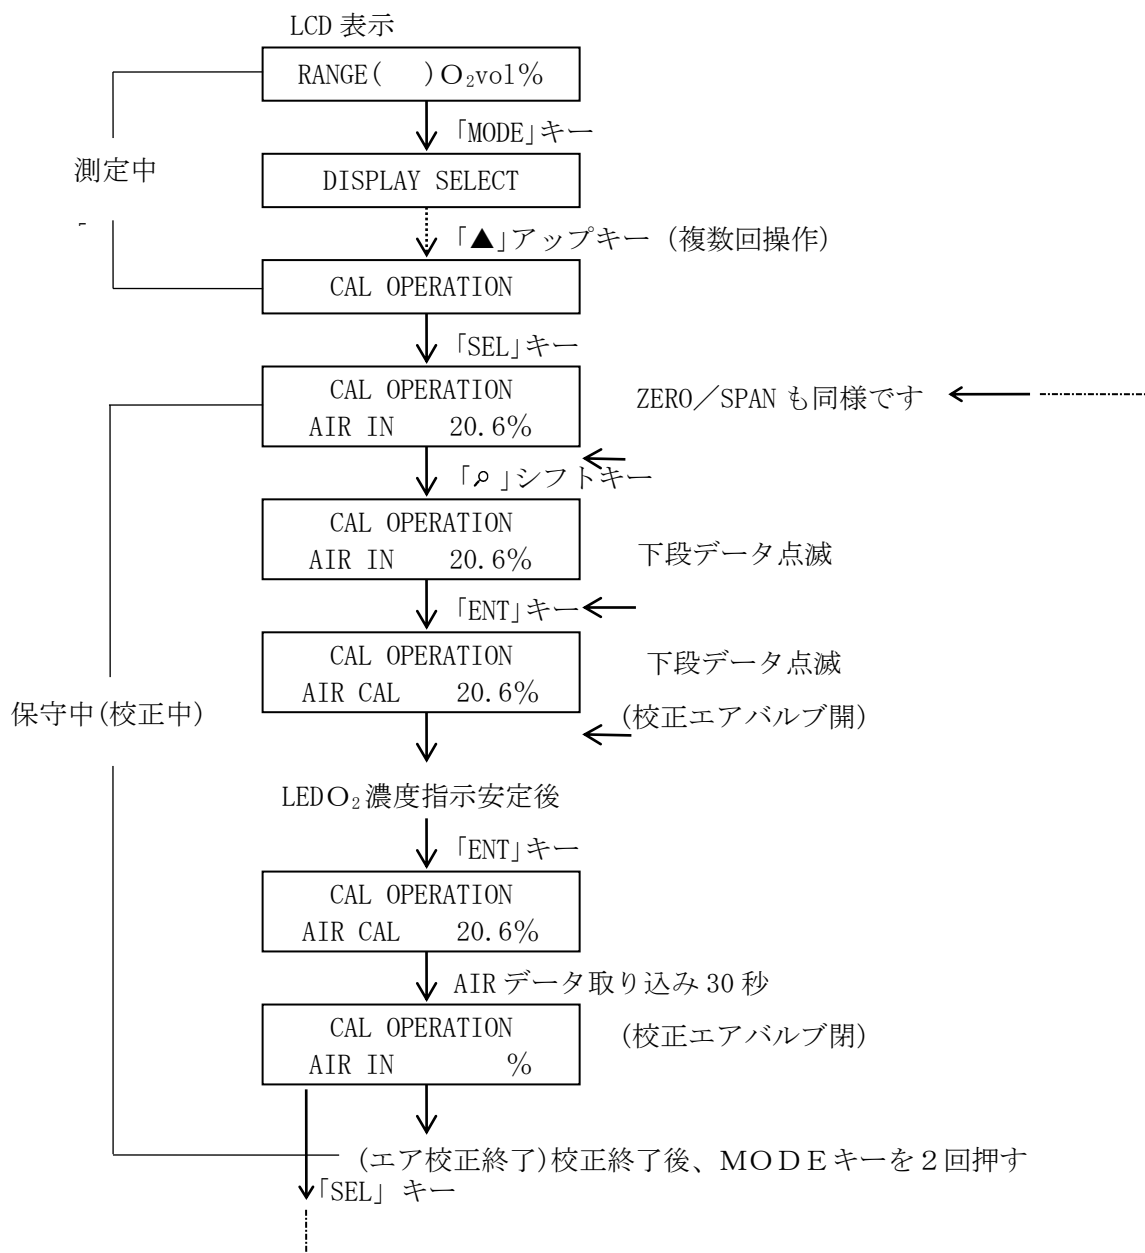 LCD 表示
RANGE(　　)O₂vol%
「MODE」キー
測定中
DISPLAY SELECT
「▲」アップキー (複数回操作)
CAL OPERATION
「SEL」キー
CAL OPERATION
AIR IN　　20.6%
ZERO／SPAN も同様です
「⌕」シフトキー
CAL OPERATION
AIR IN　　20.6%
下段データ点滅
「ENT」キー
CAL OPERATION
AIR CAL　　20.6%
下段データ点滅
保守中(校正中)
(校正エアバルブ開)
LEDO₂濃度指示安定後
「ENT」キー
CAL OPERATION
AIR CAL　　20.6%
AIR データ取り込み 30 秒
CAL OPERATION
AIR IN　　　　%
(校正エアバルブ閉)
(エア校正終了)校正終了後、ＭＯＤＥキーを２回押す
「SEL」 キー